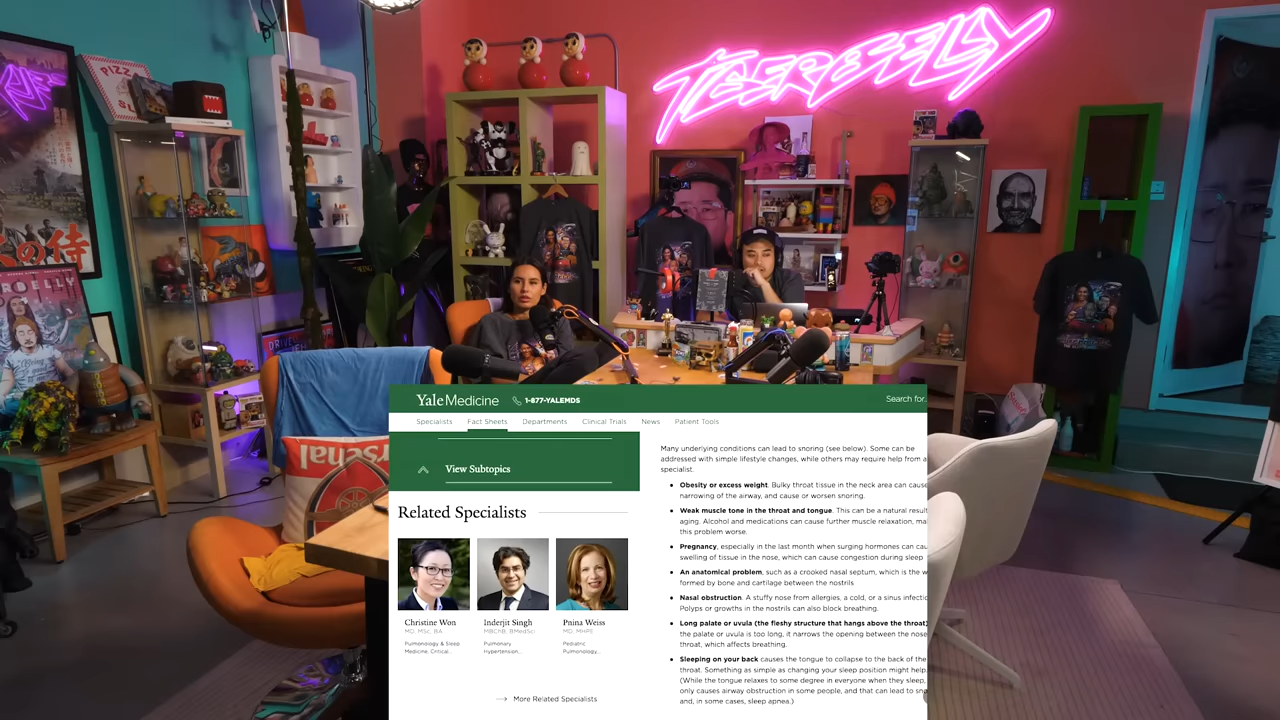 TIGERBELLY
PIZZA
の侍
Arsenal
Yale Medicine
1-877-YALEMDS
Search for..
Specialists
Fact Sheets
Departments
Clinical Trials
News
Patient Tools
View Subtopics
Related Specialists
Christine Won
MD, MSc, BA
Pulmonology & Sleep
Medicine, Critical...
Inderjit Singh
MBChB, BMedSci
Pulmonary
Hypertension...
Pnina Weiss
MD, MHPE
Pediatric
Pulmonology...
More Related Specialists
Many underlying conditions can lead to snoring (see below). Some can be
addressed with simple lifestyle changes, while others may require help from a
specialist.
• Obesity or excess weight. Bulky throat tissue in the neck area can cause
narrowing of the airway, and cause or worsen snoring.
• Weak muscle tone in the throat and tongue. This can be a natural result
aging. Alcohol and medications can cause further muscle relaxation, ma
this problem worse.
• Pregnancy, especially in the last month when surging hormones can cau
swelling of tissue in the nose, which can cause congestion during sleep
• An anatomical problem, such as a crooked nasal septum, which is the w
formed by bone and cartilage between the nostrils
• Nasal obstruction. A stuffy nose from allergies, a cold, or a sinus infectio
Polyps or growths in the nostrils can also block breathing.
• Long palate or uvula (the fleshy structure that hangs above the throat)
the palate or uvula is too long, it narrows the opening between the nose
throat, which affects breathing.
• Sleeping on your back causes the tongue to collapse to the back of the
throat. Something as simple as changing your sleep position might help.
(While the tongue relaxes to some degree in everyone when they sleep,
only causes airway obstruction in some people, and that can lead to sno
and, in some cases, sleep apnea.)